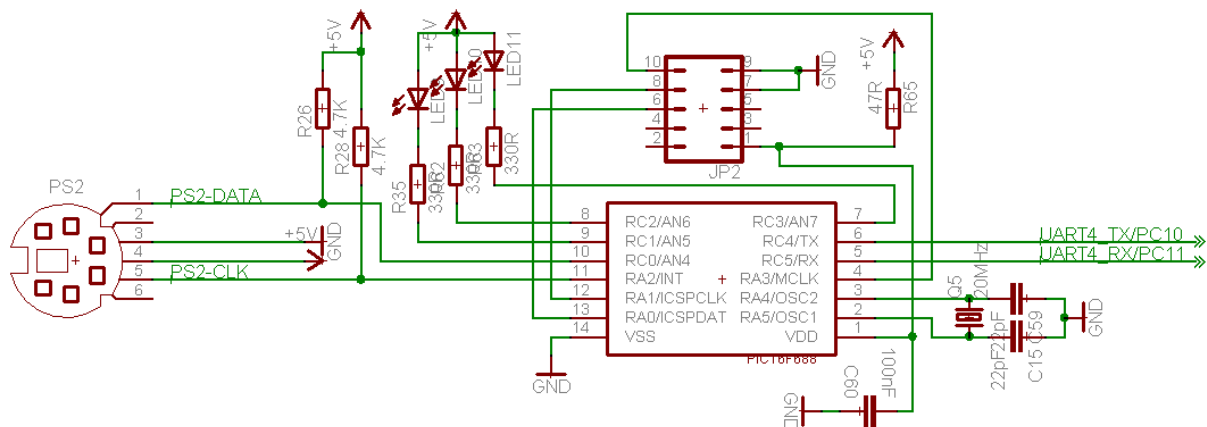 +5V
R26
4.7K
R28
4.7K
+5V
LED
LED 0
LED11
R35
330R
330R
R63
330R
10
8
6
4
2
9
7
5
3
1
JP2
GND
+5V
47R
R65
PS2
1
2
3
4
5
6
PS2-DATA
+5V
GND
PS2-CLK
8 RC2/AN6
9 RC1/AN5
10 RC0/AN4
11 RA2/INT
12 RA1/ICSPCLK
13 RA0/ICSPDAT
14 VSS
RC3/AN7 7
RC4/TX 6
RC5/RX 5
RA3/MCLK 4
RA4/OSC2 3
RA5/OSC1 2
VDD 1
PIC16F688
GND
UART4_TX/PC10
UART4_RX/PC11
Q5
20MHz
22pF
22pF
C15
C59
GND
GND
C60
100nF